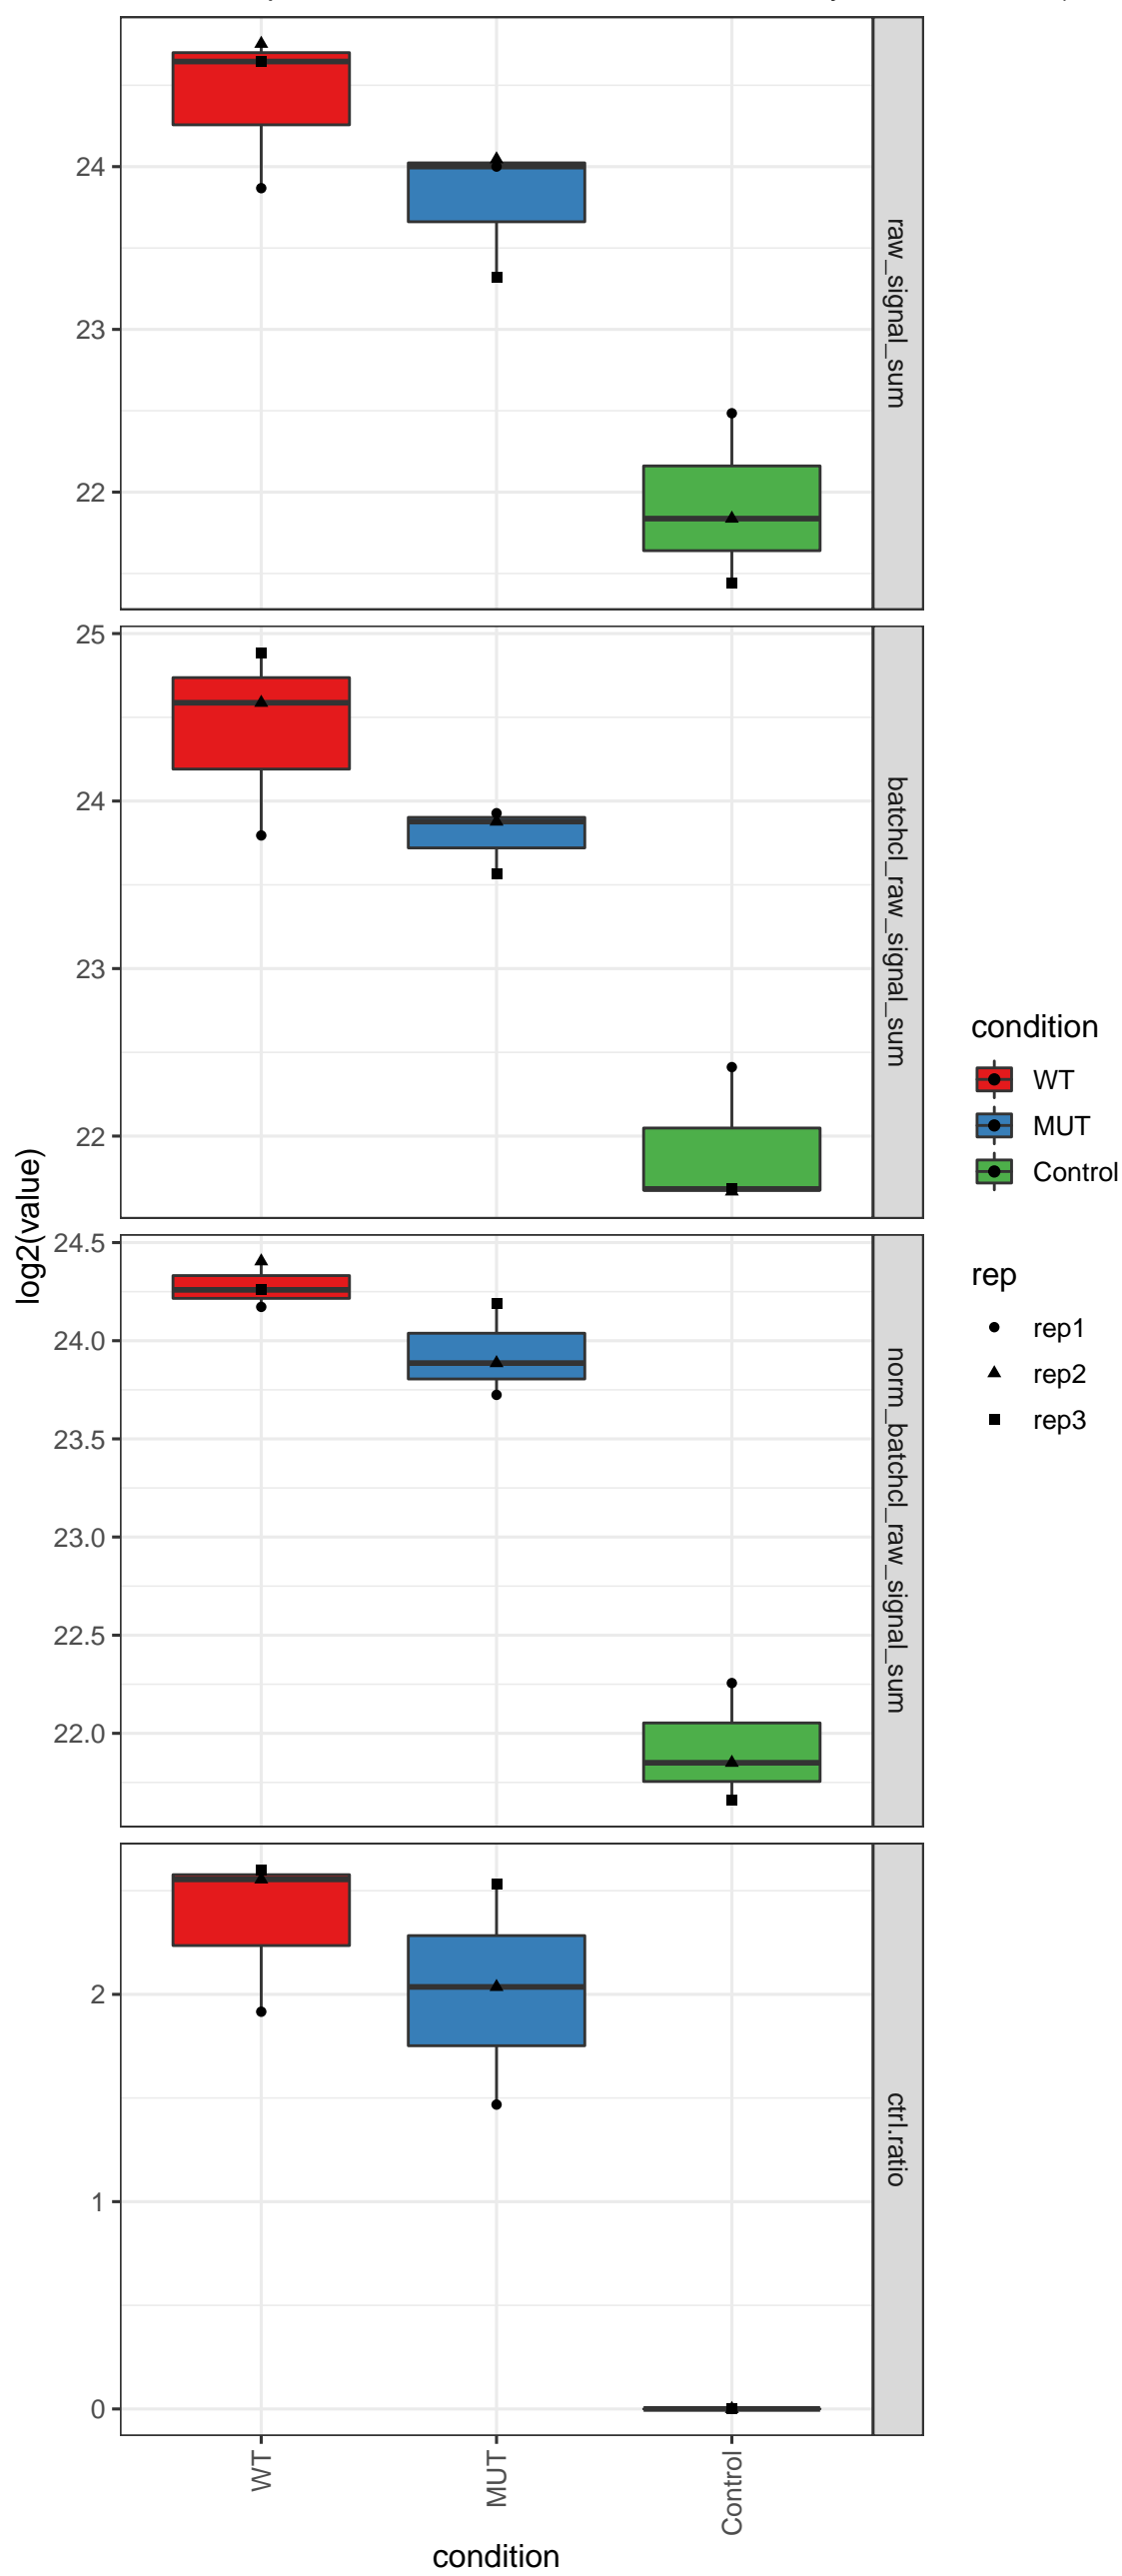 24
23
22
raw_signal_sum
25
24
23
22
batchcl_raw_signal_sum
24.5
24.0
23.5
23.0
22.5
22.0
norm_batchcl_raw_signal_sum
2
1
0
ctrl.ratio
log2(value)
WT
MUT
Control
condition
condition
WT
MUT
Control
rep
rep1
rep2
rep3